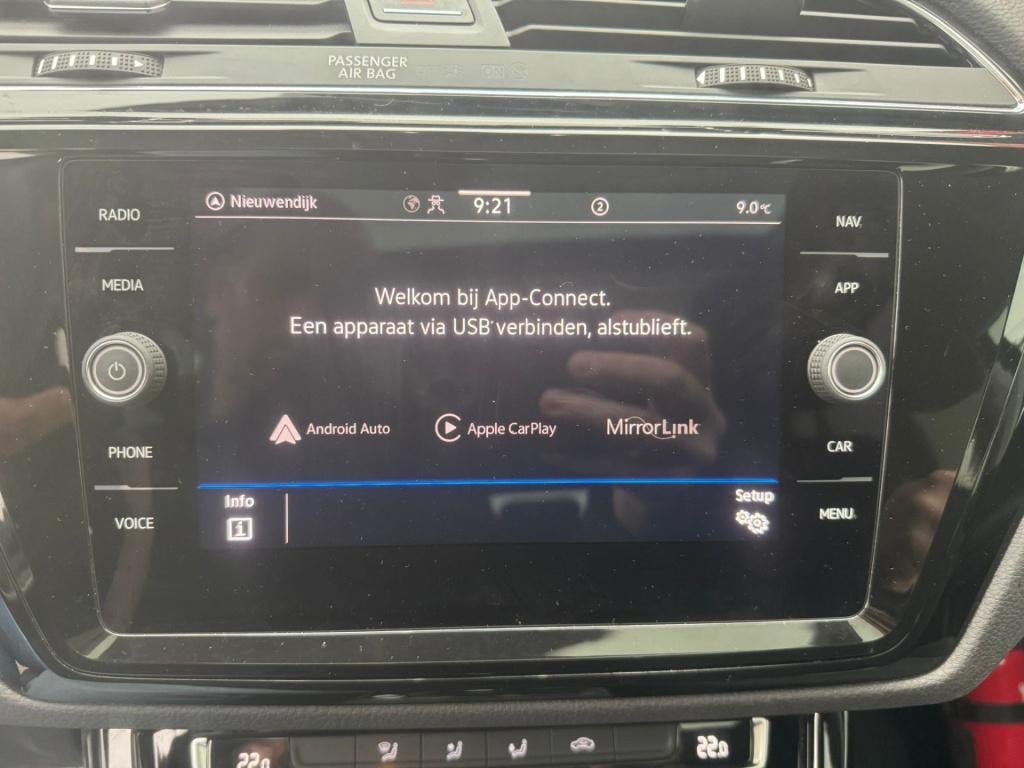 PASSENGER
AIR BAG
ON
RADIO
MEDIA
PHONE
VOICE
Nieuwendijk 9:21 2 9.0°C
Welkom bij App-Connect.
Een apparaat via USB verbinden, alstublieft.
Android Auto Apple CarPlay MirrorLink
Info Setup
NAV
APP
CAR
MENU
22.0 22.0